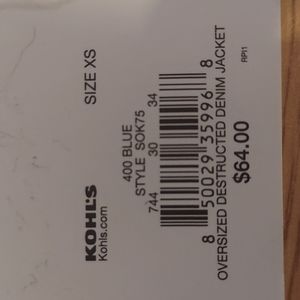 KOHL'S
Kohls.com
SIZE XS
400 BLUE
STYLE SOK75
744 30 34
8 50029 35996 8
OVERSIZED DESTRUCTED DENIM JACKET
$64.00
RPI1